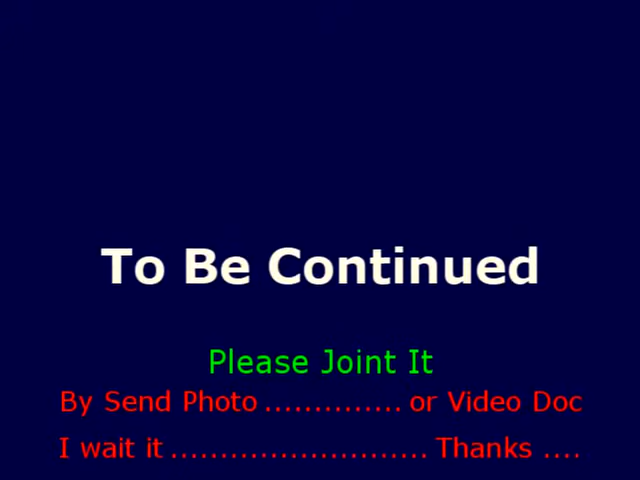 To Be Continued
Please Joint It
By Send Photo .............. or Video Doc
I wait it .......................... Thanks ....